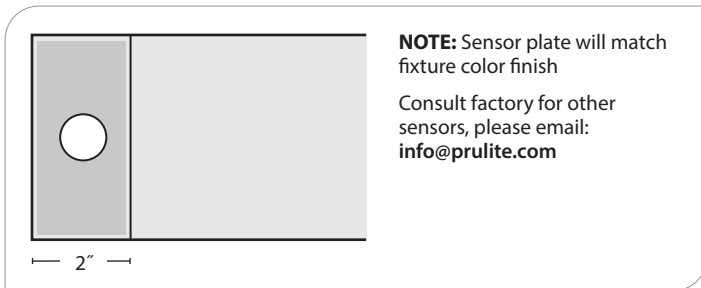 NOTE: Sensor plate will match
fixture color finish
Consult factory for other
sensors, please email:
info@prulite.com
2˝